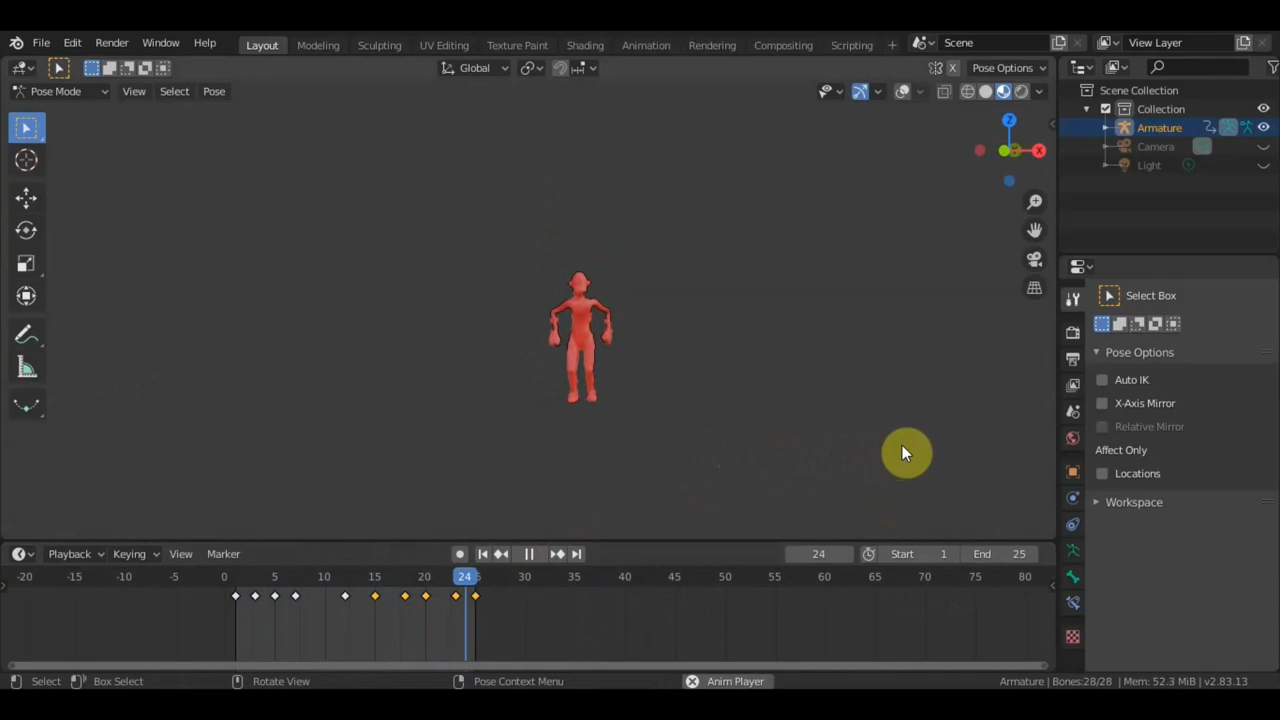 File Edit Render Window Help Layout Modeling Sculpting UV Editing Texture Paint Shading Animation Rendering Compositing Scripting + Scene View Layer
Global X Pose Options
Pose Mode View Select Pose
Z
X
Scene Collection
Collection
Armature
Camera
Light
Select Box
Pose Options
Auto IK
X-Axis Mirror
Relative Mirror
Affect Only
Locations
Workspace
Playback Keying View Marker 24 Start 1 End 25
-20 -15 -10 -5 0 5 10 15 20 24 30 35 40 45 50 55 60 65 70 75 80
Select Box Select Rotate View Pose Context Menu Anim Player Armature | Bones:28/28 | Mem: 52.3 MiB | v2.83.13